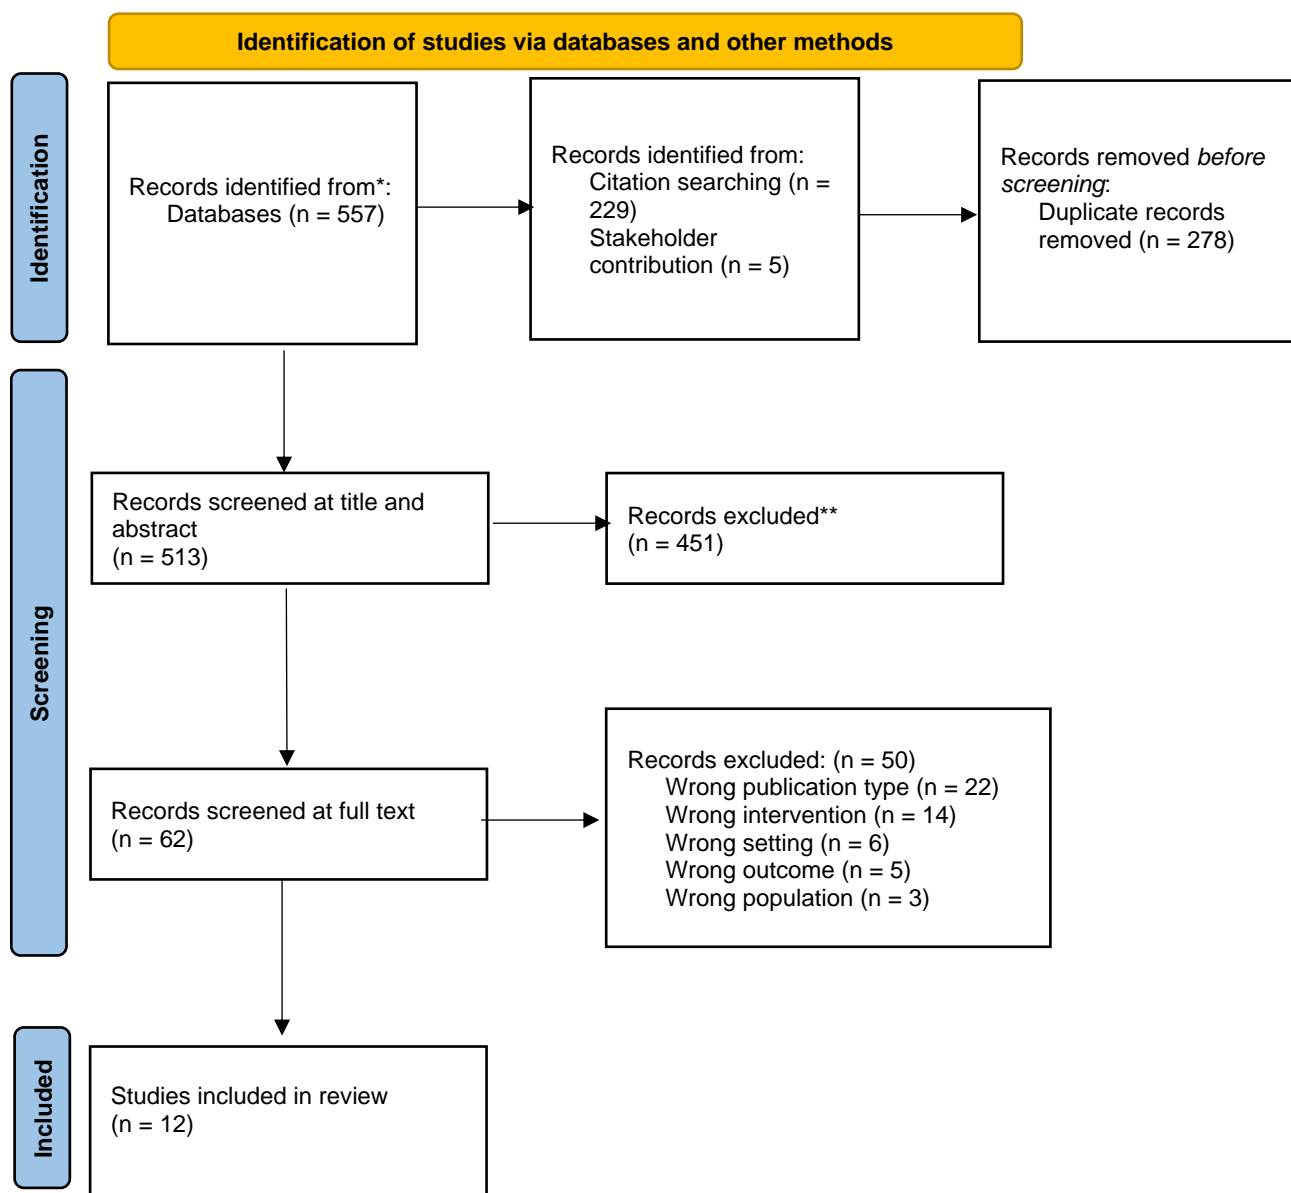 Identification of studies via databases and other methods
Identification
Records identified from*:
Databases (n = 557)
Records identified from:
Citation searching (n =
229)
Stakeholder
contribution (n = 5)
Records removed before
screening:
Duplicate records
removed (n = 278)
Screening
Records screened at title and
abstract
(n = 513)
Records excluded**
(n = 451)
Records screened at full text
(n = 62)
Records excluded: (n = 50)
Wrong publication type (n = 22)
Wrong intervention (n = 14)
Wrong setting (n = 6)
Wrong outcome (n = 5)
Wrong population (n = 3)
Included
Studies included in review
(n = 12)